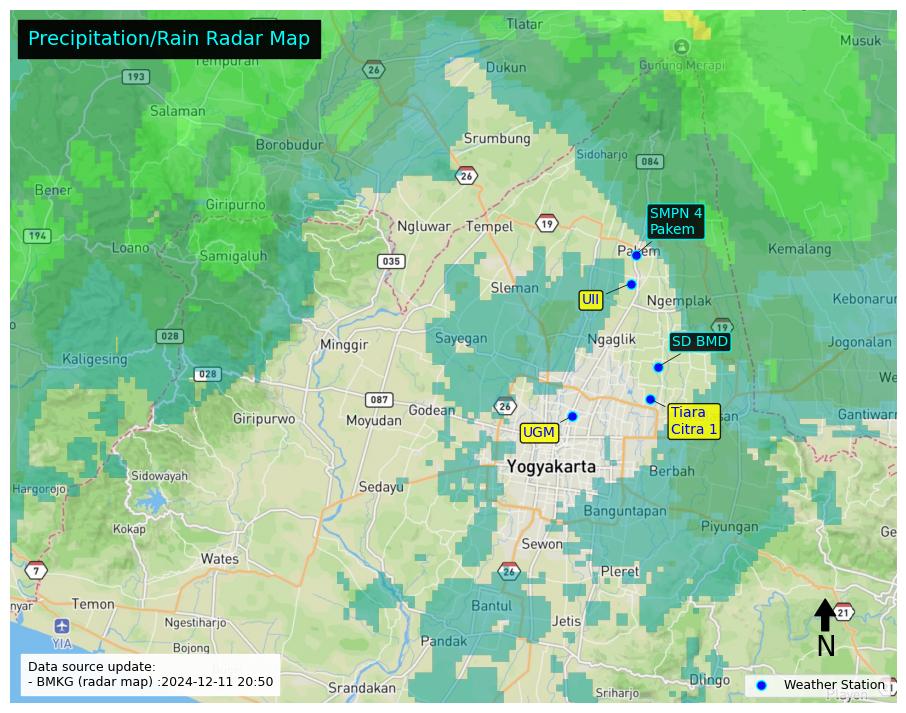 Precipitation/Rain Radar Map
Tlatar
Musuk
Gunung Merapi
Tempuran
26
Dukun
193
Salaman
Borobudur
Srumbung
Sidoharjo
084
Bener
26
Giripurno
SMPN 4
Pakem
194
Ngluwar
Tempel
19
Loano
Samigaluh
035
Pakem
Kemalang
Sleman
UII
Ngemplak
Kebonarum
19
028
Minggir
Sayegan
Ngaglik
SD BMD
Jogonalan
Kaligesing
028
087
Godean
26
Giripurwo
Moyudan
Tiara
Citra 1
Gantiwarno
UGM
Yogyakarta
Berbah
Sidowayah
Hargorojo
Sedayu
Banguntapan
Kokap
Piyungan
Sewon
Wates
7
26
Pleret
Temon
Bantul
21
Ngestiharjo
Jetis
YIA
Bojong
Pandak
N
Data source update:
- BMKG (radar map) :2024-12-11 20:50
Srandakan
Sriharjo
Dlingo
Weather Station
Playen